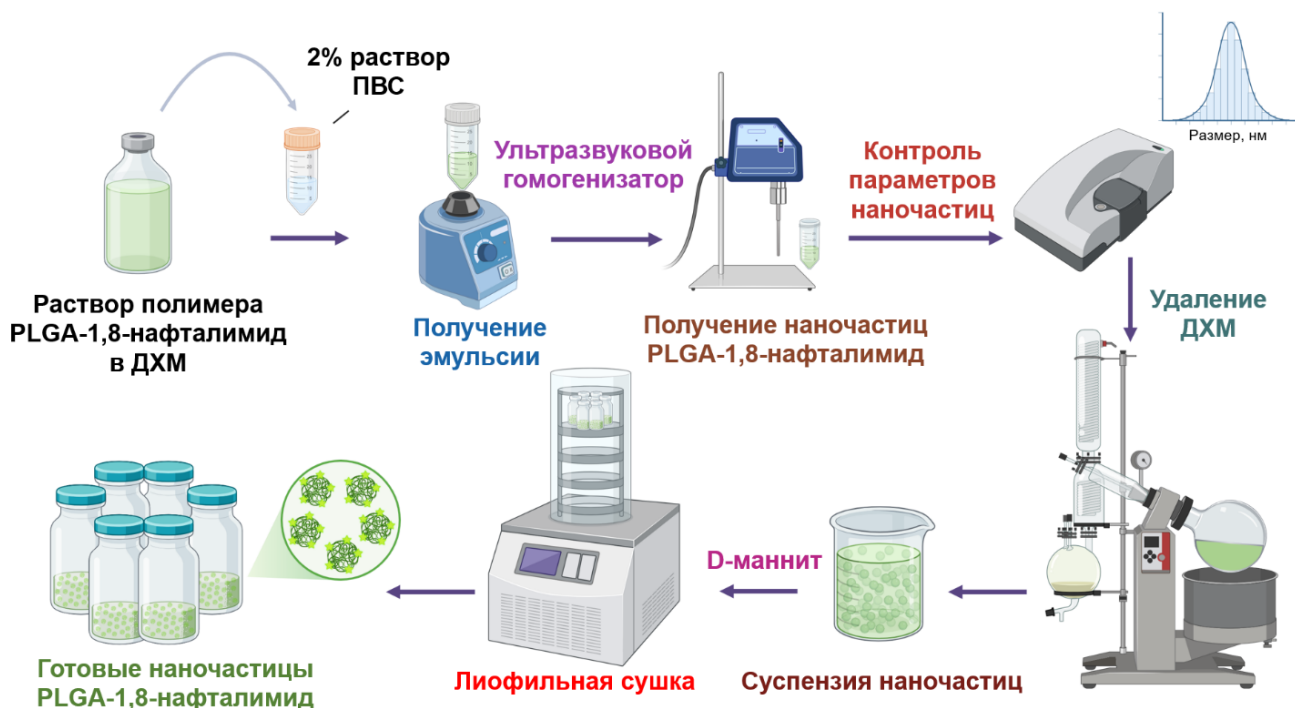 2% раствор
ПВС
Раствор полимера
PLGA-1,8-нафталимид
в ДХМ
Получение
эмульсии
Ультразвуковой
гомогенизатор
Получение наночастиц
PLGA-1,8-нафталимид
Контроль
параметров
наночастиц
Размер, нм
Удаление
ДХМ
Суспензия наночастиц
D-маннит
Лиофильная сушка
Готовые наночастицы
PLGA-1,8-нафталимид